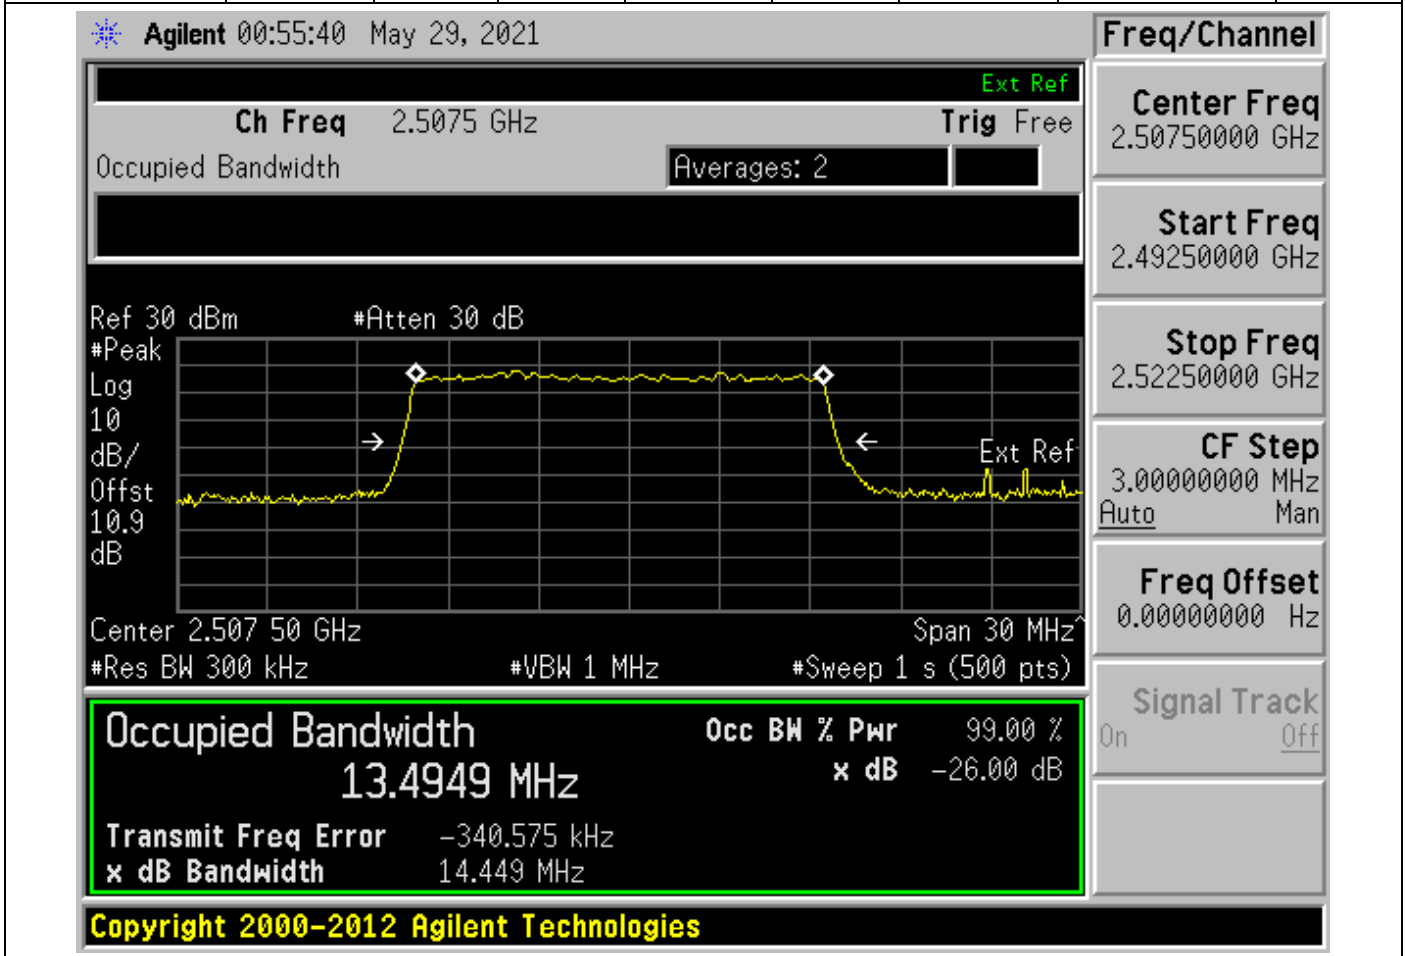 Agilent 00:55:40 May 29, 2021
Freq/Channel
Ext Ref
Ch Freq 2.5075 GHz Trig Free
Occupied Bandwidth Averages: 2
Center Freq
2.50750000 GHz
Start Freq
2.49250000 GHz
Stop Freq
2.52250000 GHz
CF Step
3.00000000 MHz
Auto Man
Freq Offset
0.00000000 Hz
Signal Track
On Off
Ref 30 dBm #Atten 30 dB
#Peak
Log
10
dB/
Offst
10.9
dB
Ext Ref
Center 2.507 50 GHz Span 30 MHz^
#Res BW 300 kHz #VBW 1 MHz #Sweep 1 s (500 pts)
Occupied Bandwidth Occ BW % Pwr 99.00 %
13.4949 MHz x dB -26.00 dB
Transmit Freq Error -340.575 kHz
x dB Bandwidth 14.449 MHz
Copyright 2000-2012 Agilent Technologies